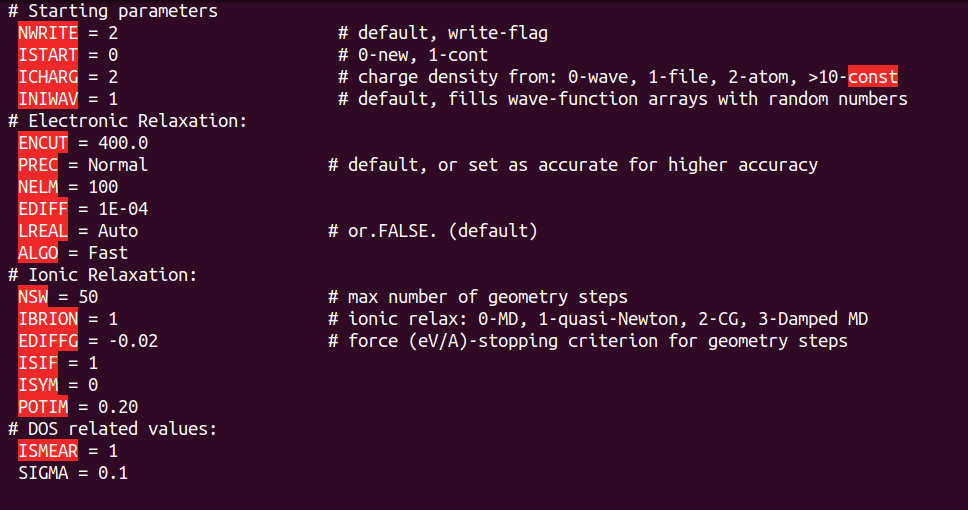 # Starting parameters
NWRITE = 2 # default, write-flag
ISTART = 0 # 0-new, 1-cont
ICHARG = 2 # charge density from: 0-wave, 1-file, 2-atom, >10-const
INIWAV = 1 # default, fills wave-function arrays with random numbers
# Electronic Relaxation:
ENCUT = 400.0
PREC = Normal # default, or set as accurate for higher accuracy
NELM = 100
EDIFF = 1E-04
LREAL = Auto # or.FALSE. (default)
ALGO = Fast
# Ionic Relaxation:
NSW = 50 # max number of geometry steps
IBRION = 1 # ionic relax: 0-MD, 1-quasi-Newton, 2-CG, 3-Damped MD
EDIFFG = -0.02 # force (eV/A)-stopping criterion for geometry steps
ISIF = 1
ISYM = 0
POTIM = 0.20
# DOS related values:
ISMEAR = 1
SIGMA = 0.1